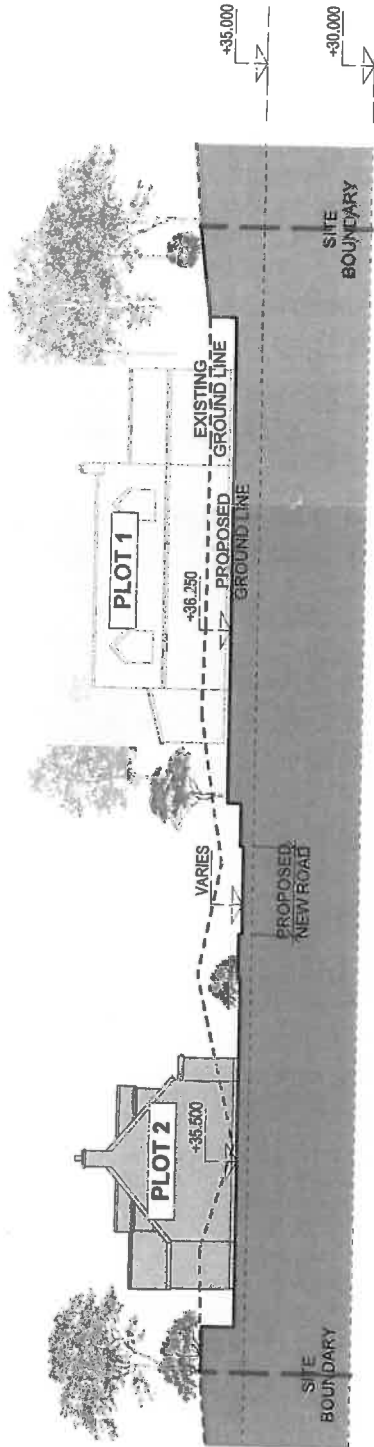 SITE
BOUNDARY
PLOT 2
+35.500
VARIES
PROPOSED
NEW ROAD
PLOT 1
+36.250
PROPOSED
GROUND LINE
EXISTING
GROUND LINE
SITE
BOUNDARY
+35.000
+30.000